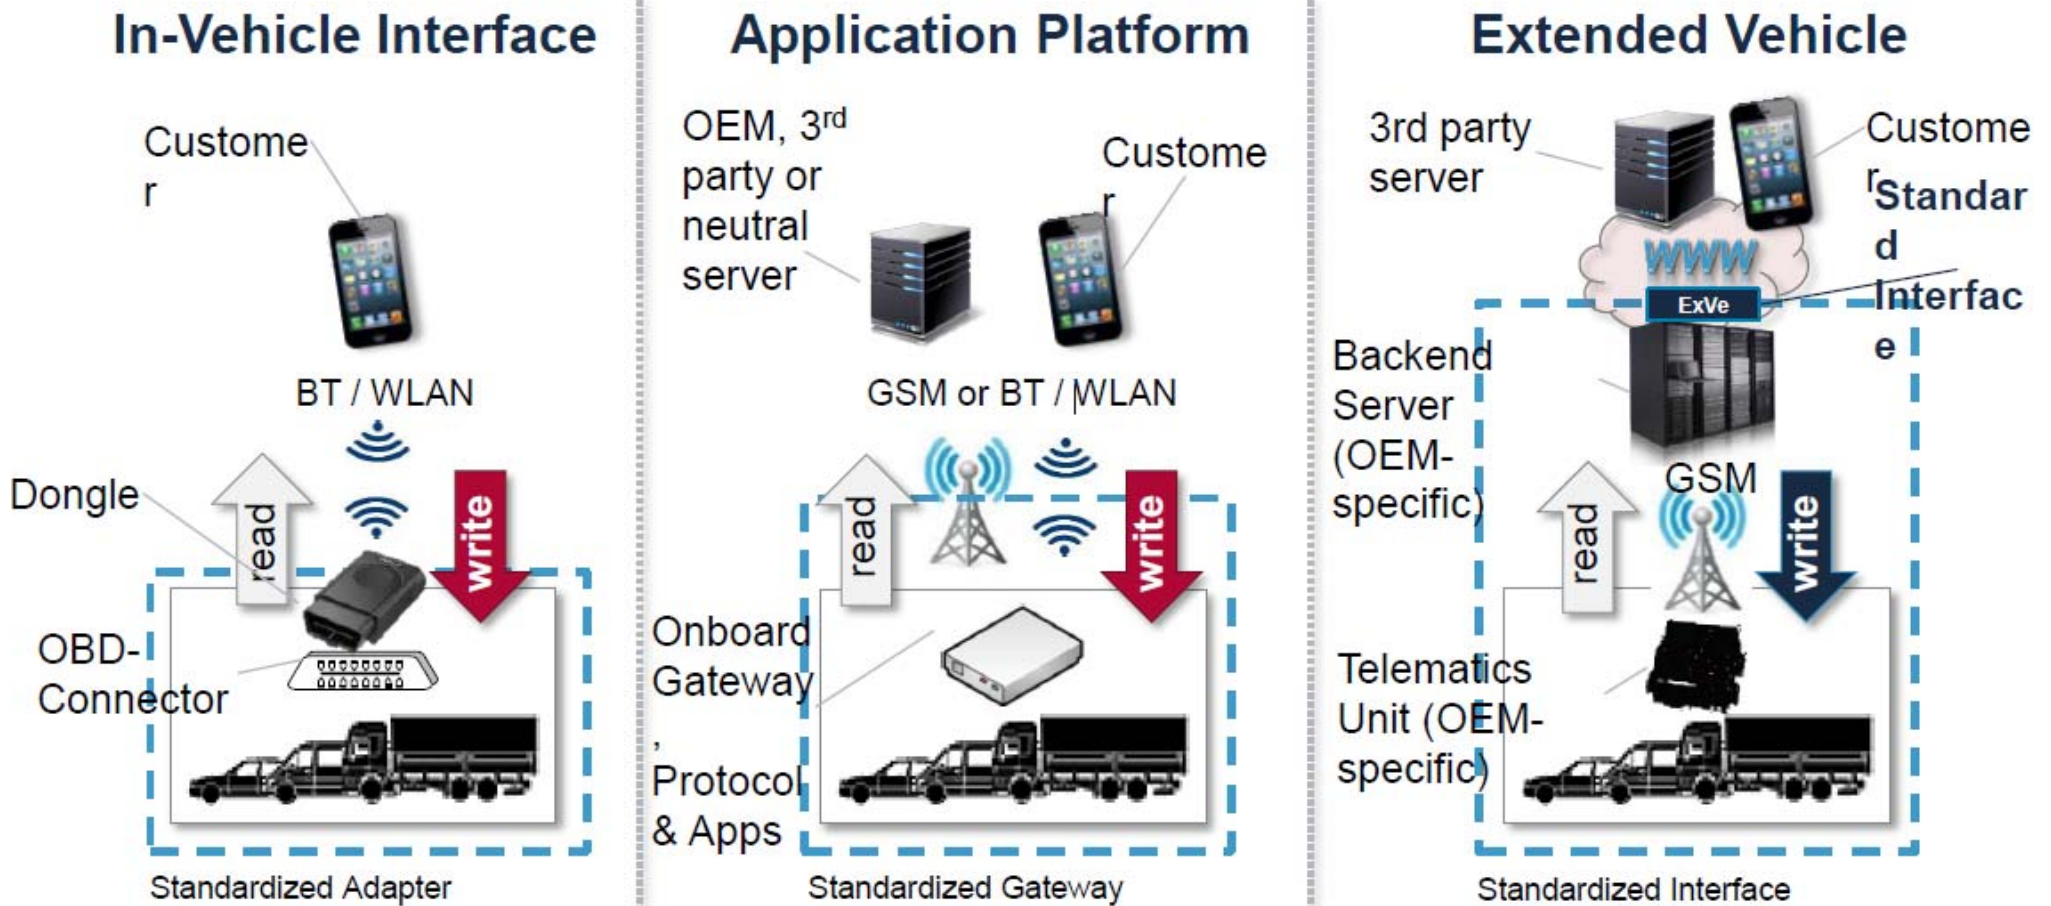 In-Vehicle Interface
Custome
r
BT / WLAN
Dongle
read
write
OBD-
Connector
Standardized Adapter
Application Platform
OEM, 3rd
party or
neutral
server
Custome
r
GSM or BT / WLAN
read
write
Onboard
Gateway
,
Protocol
& Apps
Standardized Gateway
Extended Vehicle
3rd party
server
Custome
r
WWW
Standar
d
Interfac
e
ExVe
Backend
Server
(OEM-
specific)
GSM
read
write
Telematics
Unit (OEM-
specific)
Standardized Interface